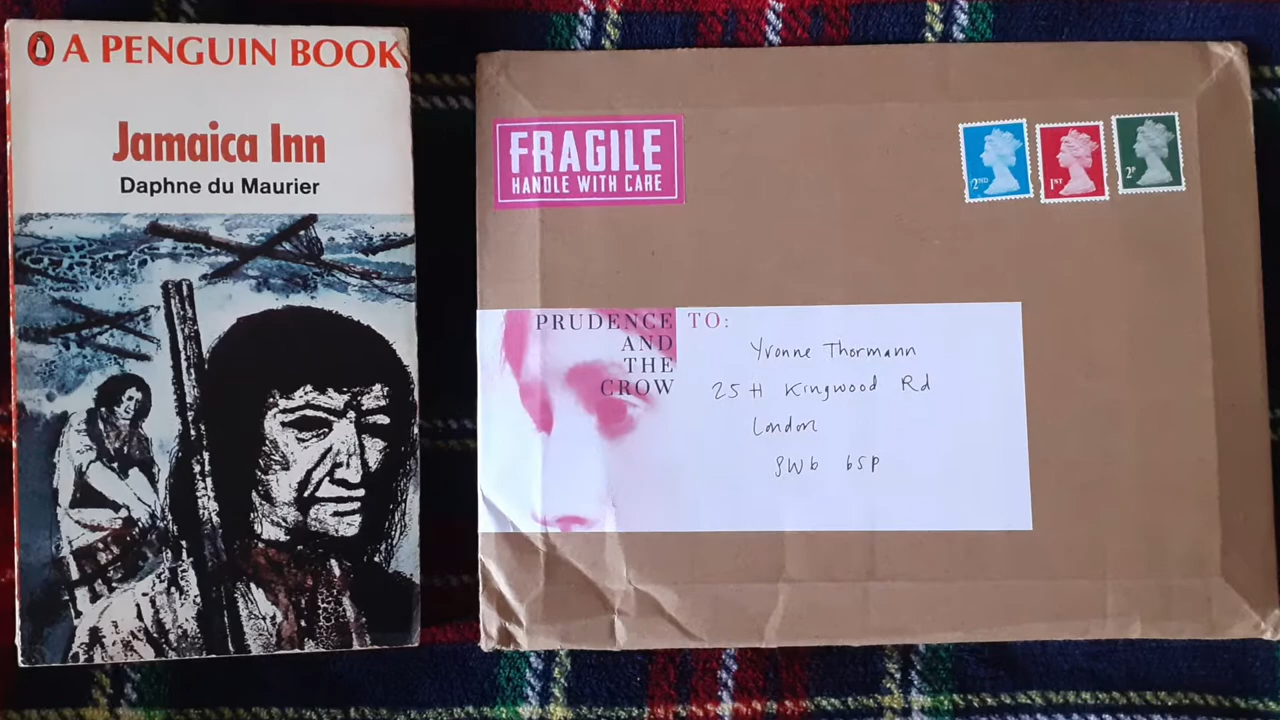 A PENGUIN BOOK
Jamaica Inn
Daphne du Maurier
FRAGILE
HANDLE WITH CARE
2ND
1ST
2P
PRUDENCE
AND
THE
CROW
TO:
Yvonne Thormann
25 H Kingwood Rd
London
SW6 6SP